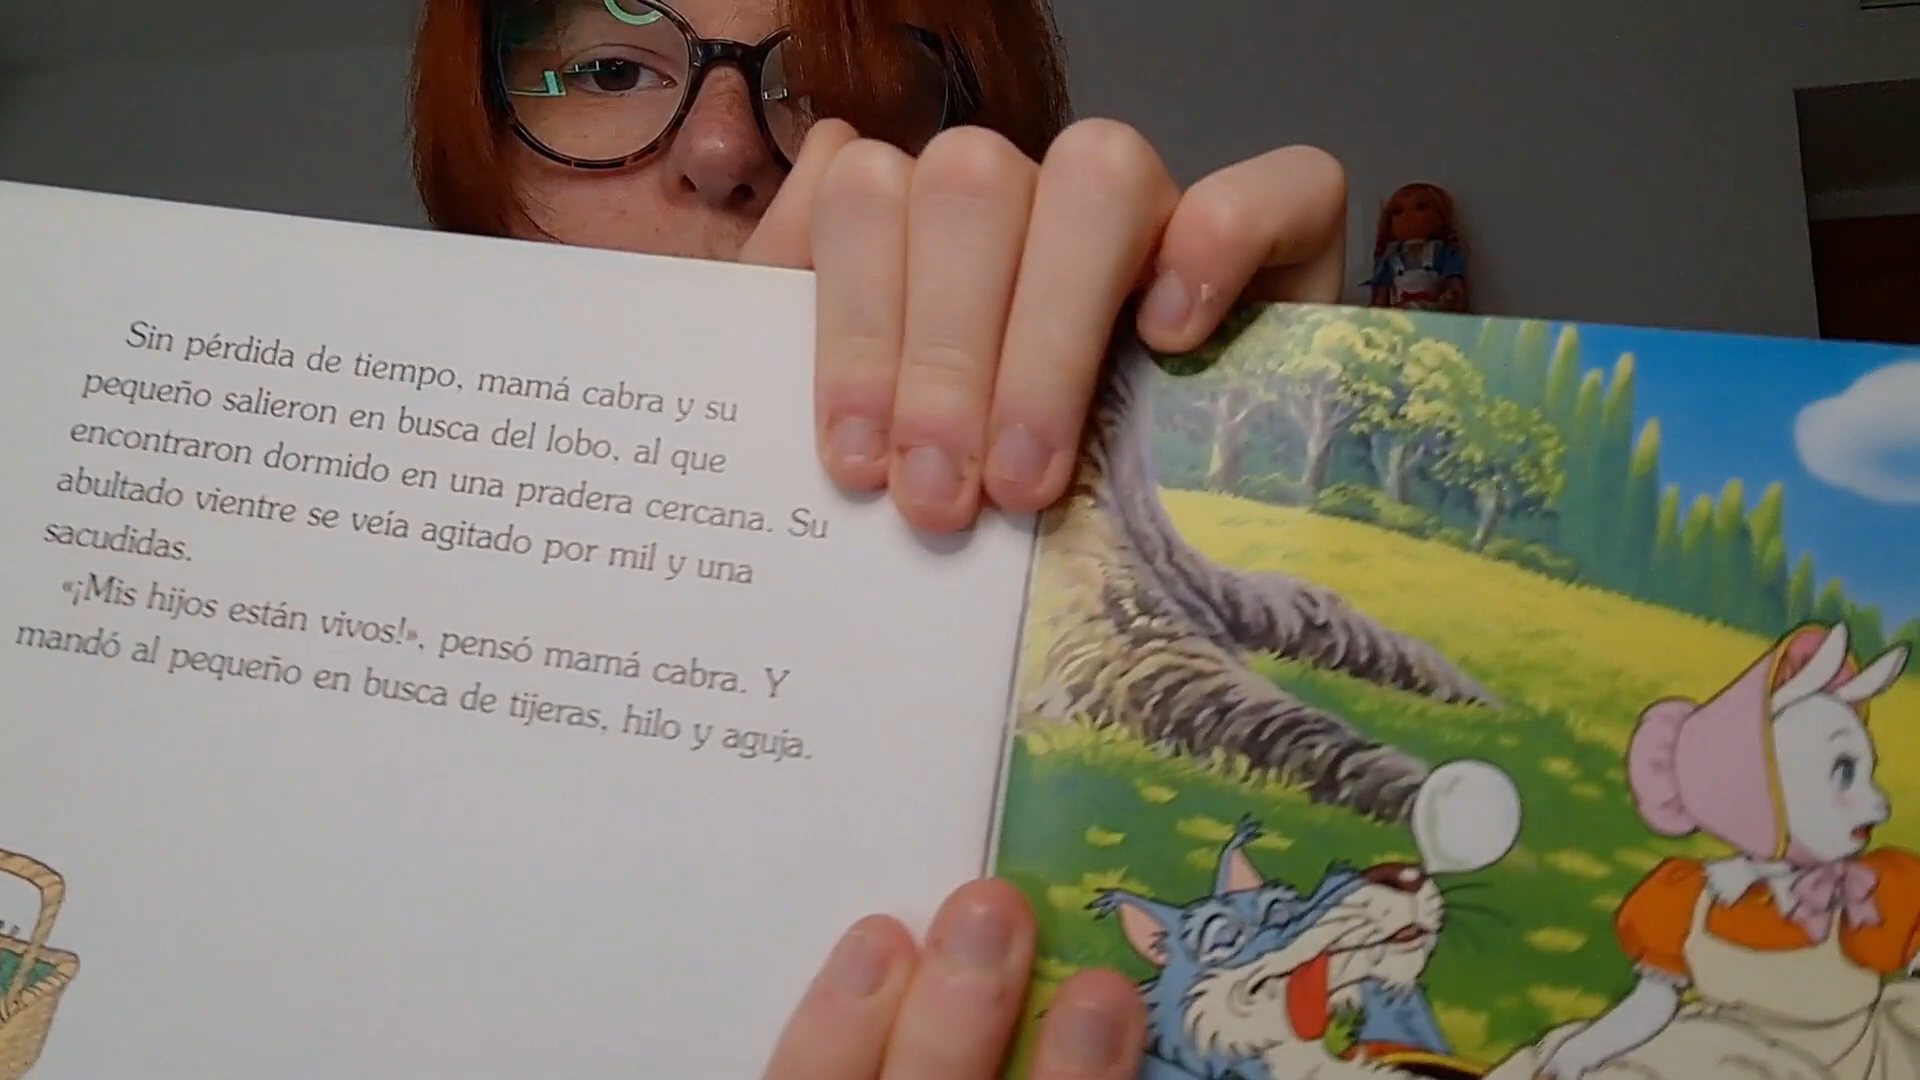 Sin pérdida de tiempo, mamá cabra y su
pequeño salieron en busca del lobo, al que
encontraron dormido en una pradera cercana. Su
abultado vientre se veía agitado por mil y una
sacudidas.
«¡Mis hijos están vivos!», pensó mamá cabra. Y
mandó al pequeño en busca de tijeras, hilo y aguja.